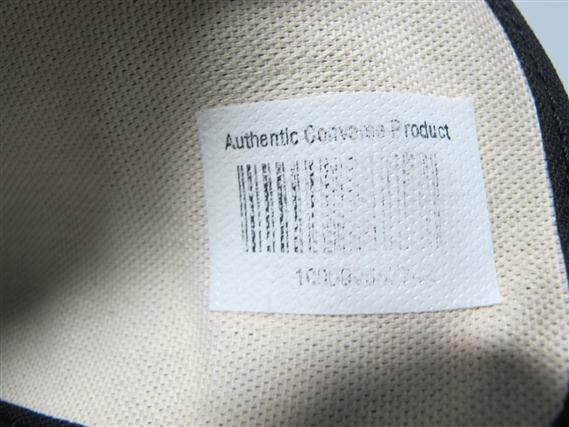 Authentic Converse Product